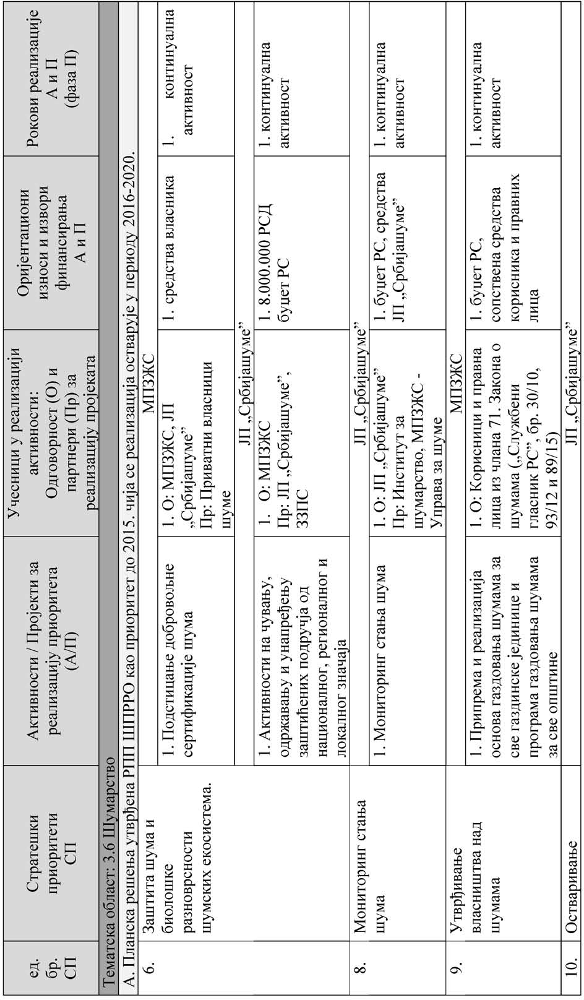 ед.
бр.
СП
Стратешки
приоритети
СП
Активности / Пројекти за
реализацију приоритета
(А/П)
Учесници у реализацији
активности:
Одговорност (О) и
партнери (Пр) за
реализацију пројеката
Оријентациони
износи и извори
финансирања
А и П
Рокови реализације
А и П
(фаза П)
Тематска област: 3.6 Шумарство
А. Планска решења утврђена РПП ШПРРО као приоритет до 2015. чија се реализација остварује у периоду 2016-2020.
6.
Заштита шума и
биолошке
разноврсности
шумских екосистема.
МПЗЖС
1. Подстицање добровољне
сертификације шума
1. О: МПЗЖС, ЈП
„Србијашуме”
Пр: Приватни власници
шуме
1. средства власника
1. континуална
активност
ЈП „Србијашуме”
1. Активности на чувању,
одржавању и унапређењу
заштићених подручја од
националног, регионалног и
локалног значаја
1. О: МПЗЖС
Пр: ЈП „Србијашуме”,
ЗЗПС
1. 8.000.000 РСД
буџет РС
1. континуална
активност
8.
Мониторинг стања
шума
ЈП „Србијашуме”
1. Мониторинг стања шума
1. О: ЈП „Србијашуме”
Пр: Институт за
шумарство, МПЗЖС -
Управа за шуме
1. буџет РС, средства
ЈП „Србијашуме”
1. континуална
активност
9.
Утврђивање
власништва над
шумама
МПЗЖС
1. Припрема и реализација
основа газдовања шумама за
све газдинске јединице и
програма газдовања шумама
за све општине
1. О: Корисници и правна
лица из члана 71. Закона о
шумама („Службени
гласник РС”, бр. 30/10,
93/12 и 89/15)
1. буџет РС,
сопствена средства
корисника и правних
лица
1. континуална
активност
10.
Остваривање
ЈП „Србијашуме”